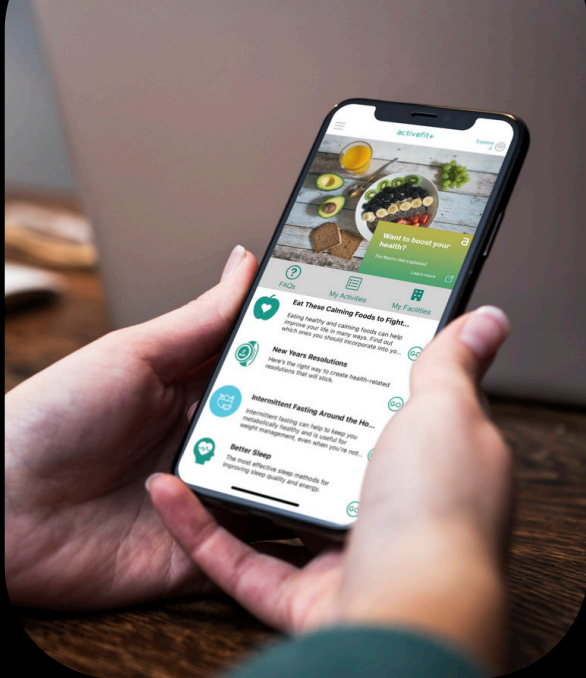 activefit+
Explore
Want to boost your
health?
The Macro Diet Explained
Learn more
a
FAQs
My Activities
My Facilities
Eat These Calming Foods to Fight...
Eating healthy and calming foods can help
improve your life in many ways. Find out
which ones you should incorporate into yo...
GO
New Years Resolutions
Here's the right way to create health-related
resolutions that will stick.
GO
Intermittent Fasting Around the Ho...
Intermittent fasting can help to keep you
metabolically healthy and is useful for
weight management, even when you're not...
Better Sleep
The most effective sleep methods for
improving sleep quality and energy.
GO